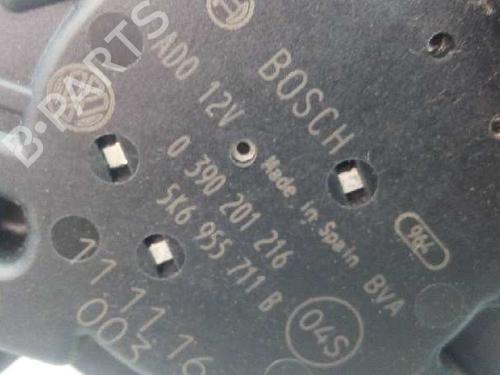 BOSCH
ADO 12V
Made in Spain BVA
0 390 201 216
5K6 955 711 B
04S
11.11.16
003
B-PARTS